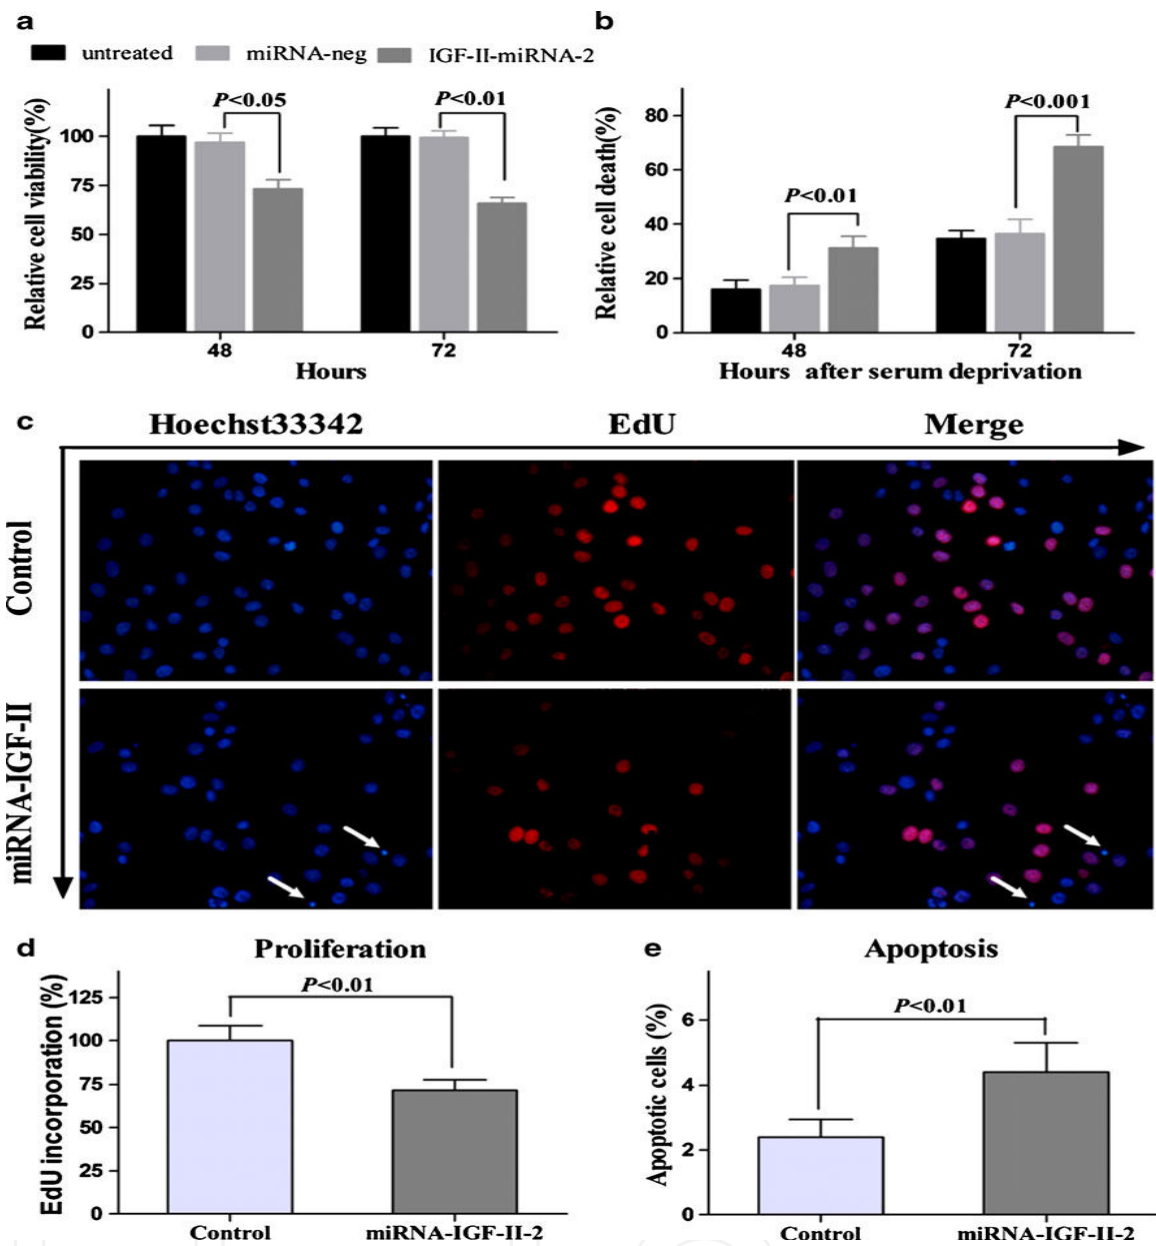 a
untreated miRNA-neg IGF-II-miRNA-2
Relative cell viability(%)
100
75
50
25
0
P<0.05
P<0.01
48 72
Hours
b
Relative cell death(%)
80
60
40
20
0
P<0.01
P<0.001
48 72
Hours after serum deprivation
c
Hoechst33342 EdU Merge
Control
miRNA-IGF-II
d
Proliferation
EdU incorporation (%)
125
100
75
50
25
0
P<0.01
Control miRNA-IGF-II-2
e
Apoptosis
Apoptotic cells (%)
6
4
2
0
P<0.01
Control miRNA-IGF-II-2